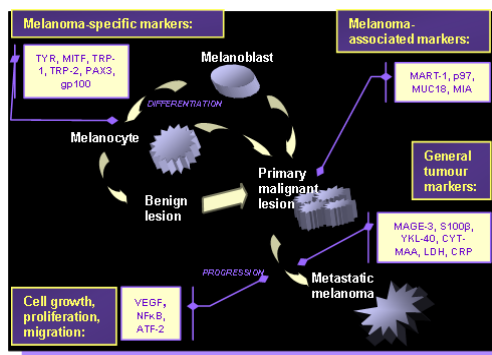 Melanoma-specific markers:
TYR, MITF, TRP-
1, TRP-2, PAX3,
gp100
Melanoblast
Melanoma-
associated markers:
MART-1, p97,
MUC18, MIA
DIFFERENTIATION
Melanocyte
Benign
lesion
Primary
malignant
lesion
General
tumour
markers:
MAGE-3, S100β,
YKL-40, CYT-
MAA, LDH, CRP
PROGRESSION
Metastatic
melanoma
Cell growth,
proliferation,
migration:
VEGF,
NFκB,
ATF-2